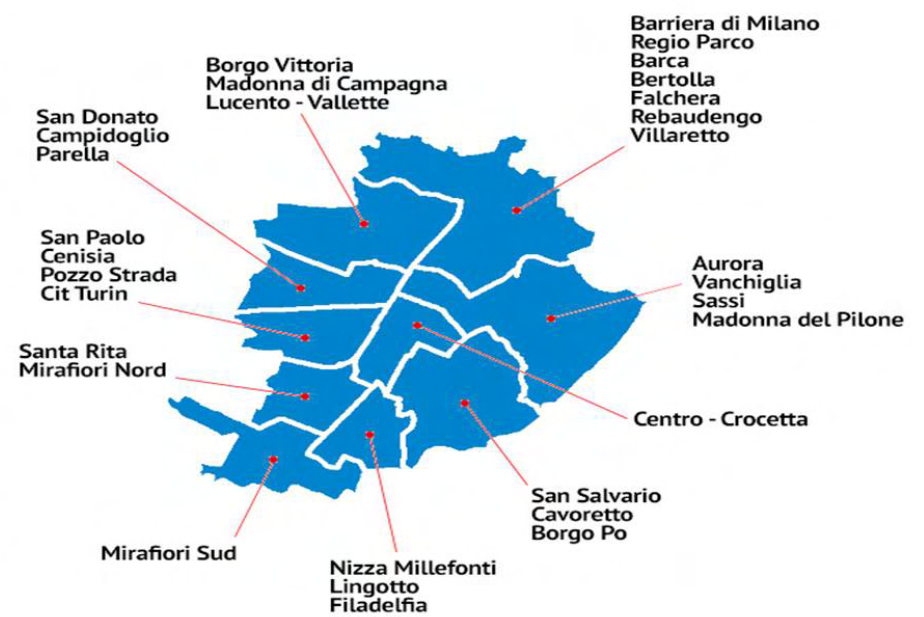 Barriera di Milano
Regio Parco
Barca
Bertolla
Falchera
Rebaudengo
Villaretto
Borgo Vittoria
Madonna di Campagna
Lucento - Vallette
San Donato
Campidoglio
Parella
San Paolo
Cenisia
Pozzo Strada
Cit Turin
Aurora
Vanchiglia
Sassi
Madonna del Pilone
Santa Rita
Mirafiori Nord
Centro - Crocetta
San Salvario
Cavoretto
Borgo Po
Mirafiori Sud
Nizza Millefonti
Lingotto
Filadelfia